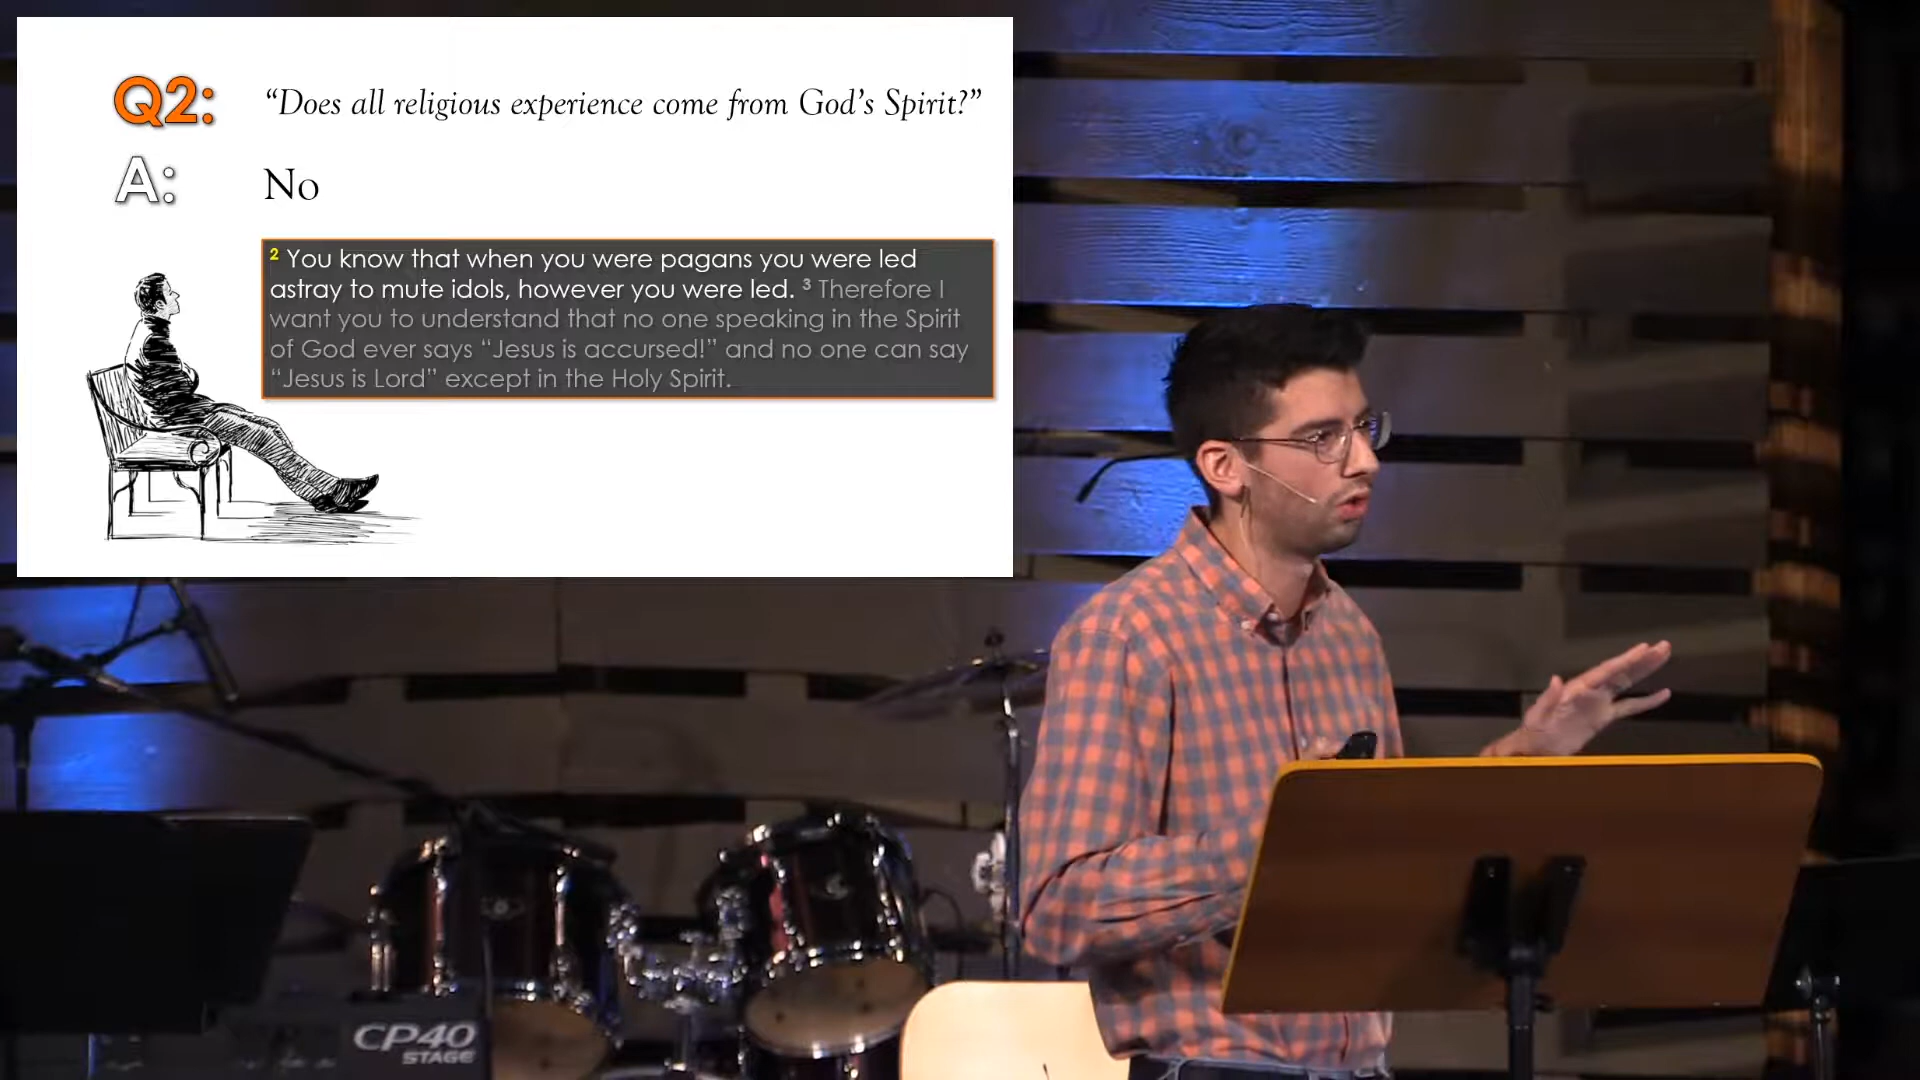 Q2: “Does all religious experience come from God’s Spirit?”
A: No
2 You know that when you were pagans you were led
astray to mute idols, however you were led. 3 Therefore I
want you to understand that no one speaking in the Spirit
of God ever says “Jesus is accursed!” and no one can say
“Jesus is Lord” except in the Holy Spirit.
CP40
STAGE